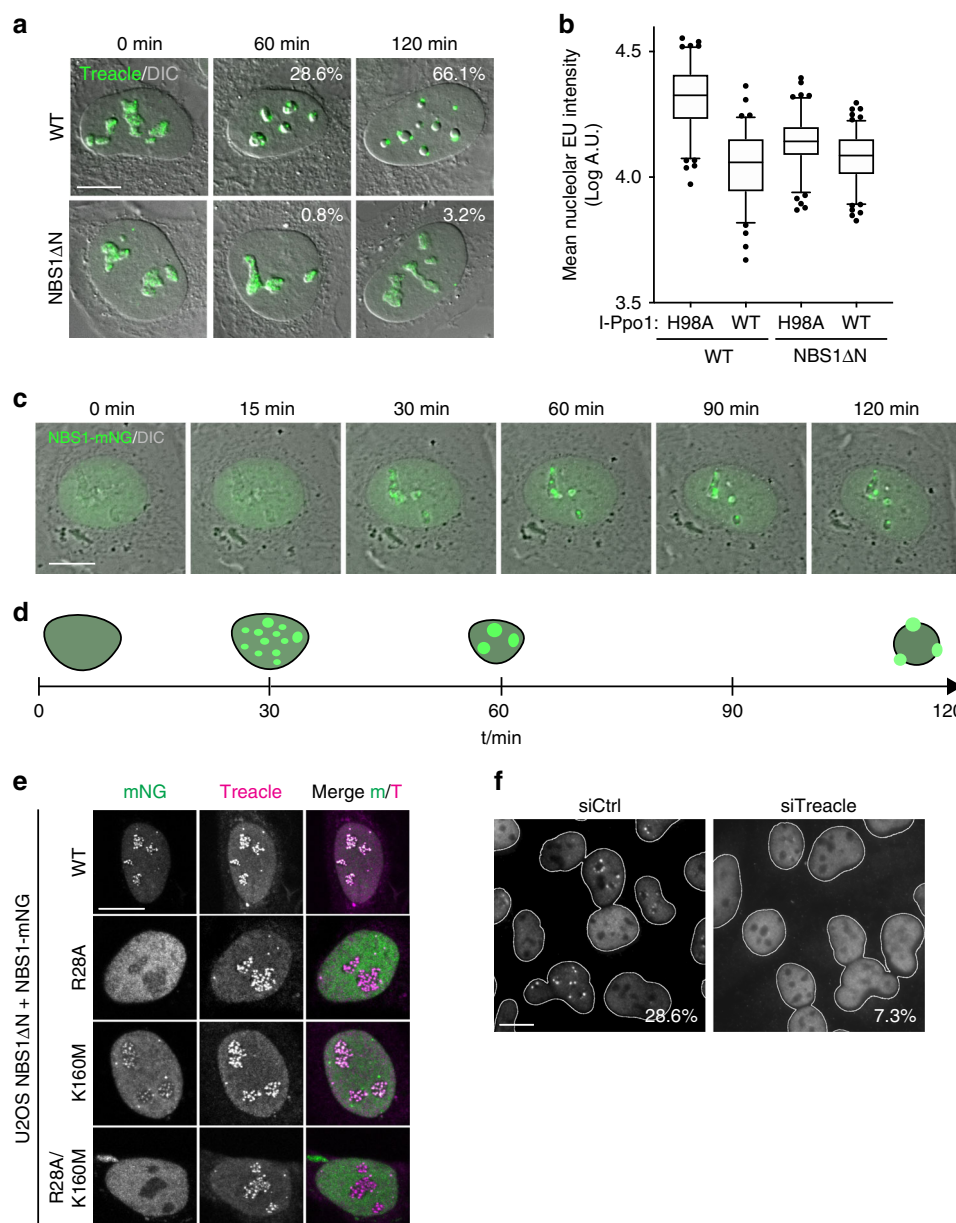 a
0 min
60 min
120 min
Treacle/DIC
28.6%
66.1%
WT
0.8%
3.2%
NBS1ΔN
b
Mean nucleolar EU intensity
(Log A.U.)
4.5
4.0
3.5
I-Ppo1: H98A WT H98A WT
WT NBS1ΔN
c
0 min 15 min 30 min 60 min 90 min 120 min
NBS1-mNG/DIC
d
0 30 60 90 120
t/min
e
mNG Treacle Merge m/T
U2OS NBS1ΔN + NBS1-mNG
WT
R28A
K160M
R28A/
K160M
f
siCtrl siTreacle
28.6% 7.3%